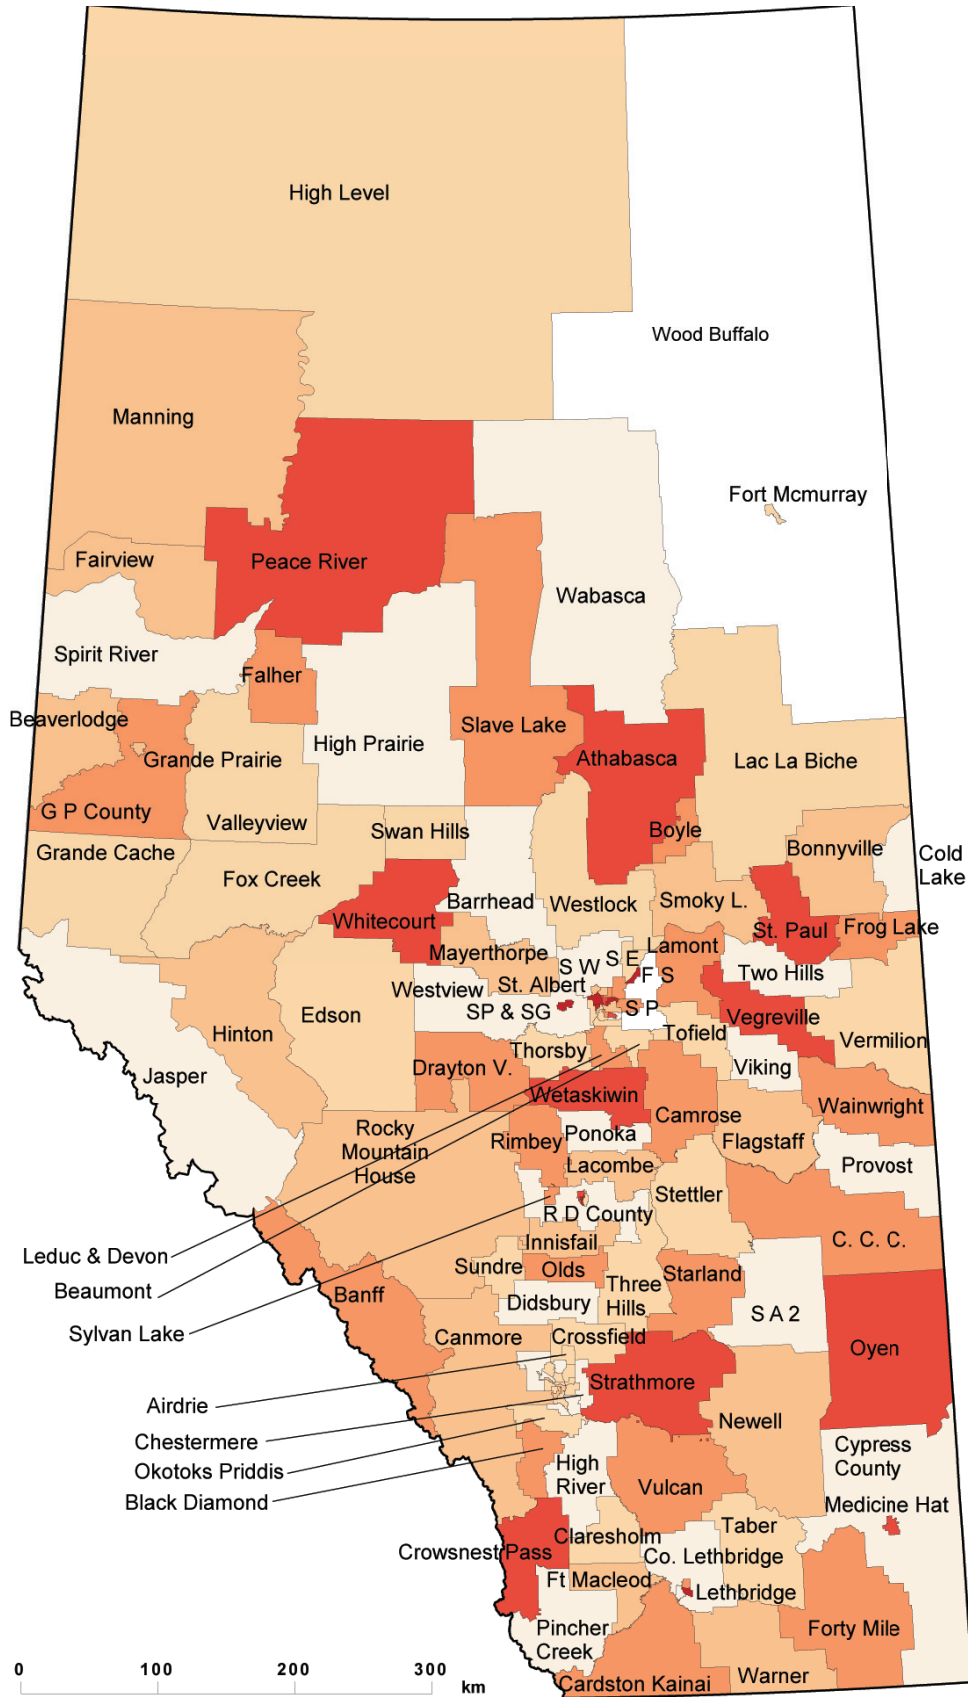 High Level
Wood Buffalo
Manning
Fort Mcmurray
Fairview
Peace River
Wabasca
Spirit River
Falher
Beaverlodge
Slave Lake
High Prairie
Grande Prairie
Athabasca
Lac La Biche
G P County
Valleyview
Swan Hills
Boyle
Grande Cache
Bonnyville
Cold
Lake
Fox Creek
Barrhead
Westlock
Smoky L.
Whitecourt
St. Paul
Frog Lake
Mayerthorpe
Lamont
S W
S E
F S
Two Hills
St. Albert
Westview
SP & SG
S P
Vegreville
Edson
Hinton
Tofield
Vermilion
Thorsby
Drayton V.
Viking
Jasper
Wetaskiwin
Camrose
Wainwright
Rocky
Mountain
House
Rimbey
Ponoka
Flagstaff
Lacombe
Provost
Stettler
R D County
C. C. C.
Innisfail
Leduc & Devon
Sundre
Olds
Starland
Beaumont
Banff
Three
Hills
Didsbury
S A 2
Sylvan Lake
Canmore
Crossfield
Oyen
Strathmore
Airdrie
Newell
Chestermere
Cypress
County
Okotoks Priddis
High
River
Vulcan
Black Diamond
Medicine Hat
Taber
Claresholm
Crowsnest Pass
Co. Lethbridge
Ft Macleod
Lethbridge
Pincher
Creek
Forty Mile
Cardston Kainai
Warner
0 100 200 300
km